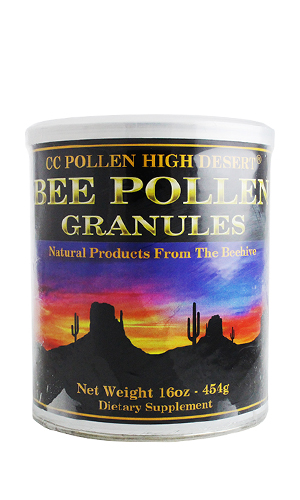 CC POLLEN HIGH DESERT®
BEE POLLEN
GRANULES
Natural Products From The Beehive
Net Weight 16oz - 454g
Dietary Supplement